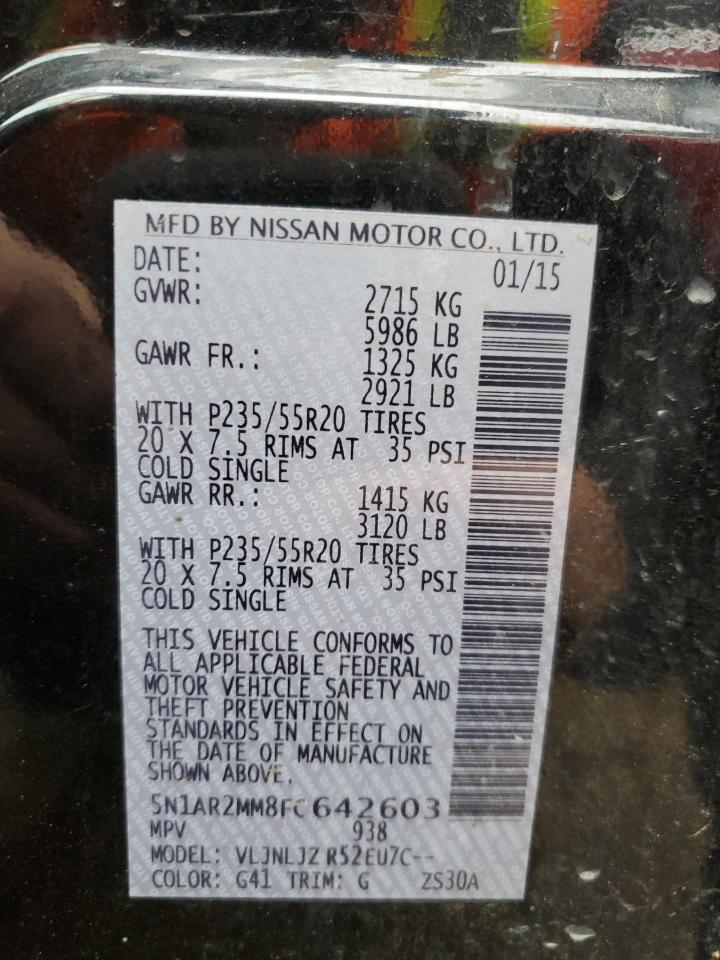 MFD BY NISSAN MOTOR CO., LTD.
DATE: 01/15
GVWR: 2715 KG
5986 LB
GAWR FR.: 1325 KG
2921 LB
WITH P235/55R20 TIRES
20 X 7.5 RIMS AT 35 PSI
COLD SINGLE
GAWR RR.: 1415 KG
3120 LB
WITH P235/55R20 TIRES
20 X 7.5 RIMS AT 35 PSI
COLD SINGLE
THIS VEHICLE CONFORMS TO
ALL APPLICABLE FEDERAL
MOTOR VEHICLE SAFETY AND
THEFT PREVENTION
STANDARDS IN EFFECT ON
THE DATE OF MANUFACTURE
SHOWN ABOVE.
5N1AR2MM8FC642603
MPV 938
MODEL: VLJNLJZ R52EU7C--
COLOR: G41 TRIM: G ZS30A